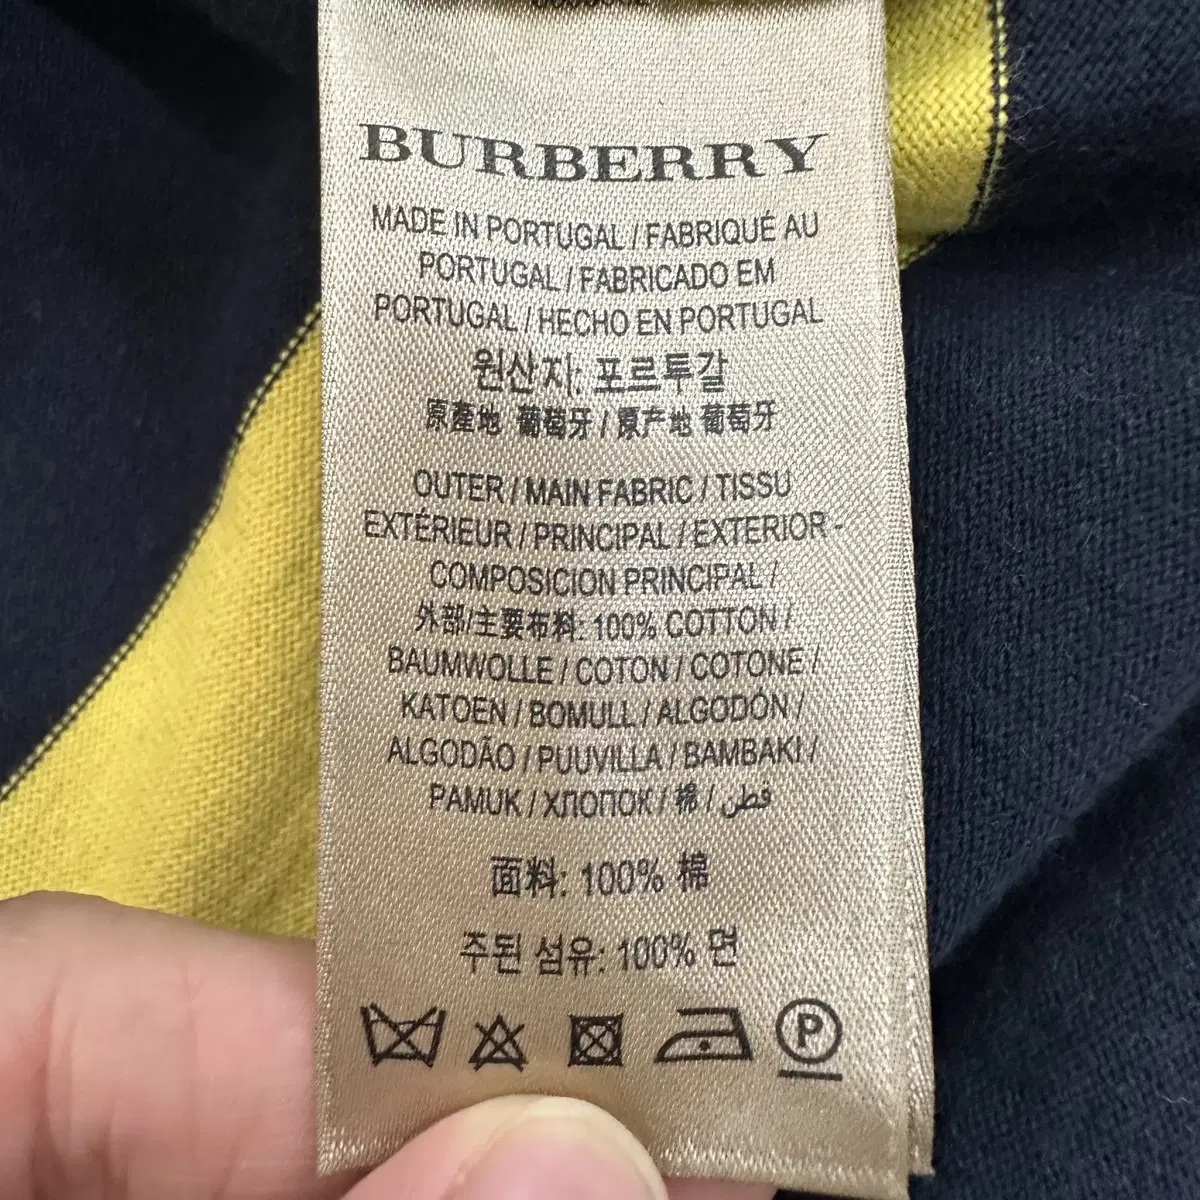 BURBERRY
MADE IN PORTUGAL / FABRIQUÉ AU
PORTUGAL / FABRICADO EM
PORTUGAL / HECHO EN PORTUGAL
원산지: 포르투갈
原產地 葡萄牙 / 原产地 葡萄牙
OUTER / MAIN FABRIC / TISSU
EXTÉRIEUR / PRINCIPAL / EXTERIOR -
COMPOSICION PRINCIPAL /
外部/主要布料: 100% COTTON /
BAUMWOLLE / COTON / COTONE /
KATOEN / BOMULL / ALGODÓN /
ALGODÃO / PUUVILLA / BAMBAKI /
PAMUK / ХЛОПОК / 棉 / قطن
面料: 100% 棉
주된 섬유: 100% 면
P